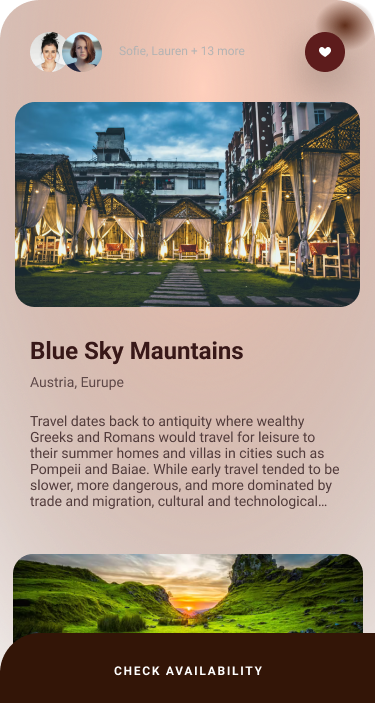 Sofie, Lauren + 13 more
Blue Sky Mauntains
Austria, Eurupe
Travel dates back to antiquity where wealthy
Greeks and Romans would travel for leisure to
their summer homes and villas in cities such as
Pompeii and Baiae. While early travel tended to be
slower, more dangerous, and more dominated by
trade and migration, cultural and technological...
CHECK AVAILABILITY